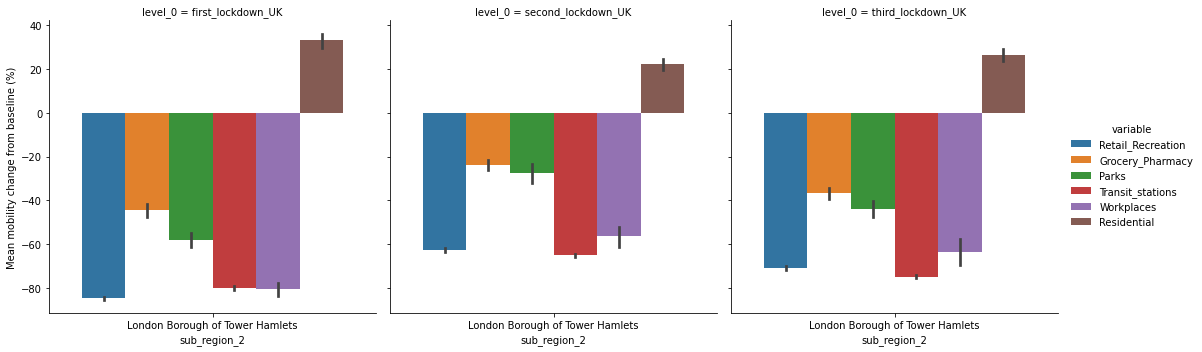 level_0 = first_lockdown_UK
level_0 = second_lockdown_UK
level_0 = third_lockdown_UK
Mean mobility change from baseline (%)
40
20
0
−20
−40
−60
−80
London Borough of Tower Hamlets
London Borough of Tower Hamlets
London Borough of Tower Hamlets
sub_region_2
sub_region_2
sub_region_2
variable
Retail_Recreation
Grocery_Pharmacy
Parks
Transit_stations
Workplaces
Residential